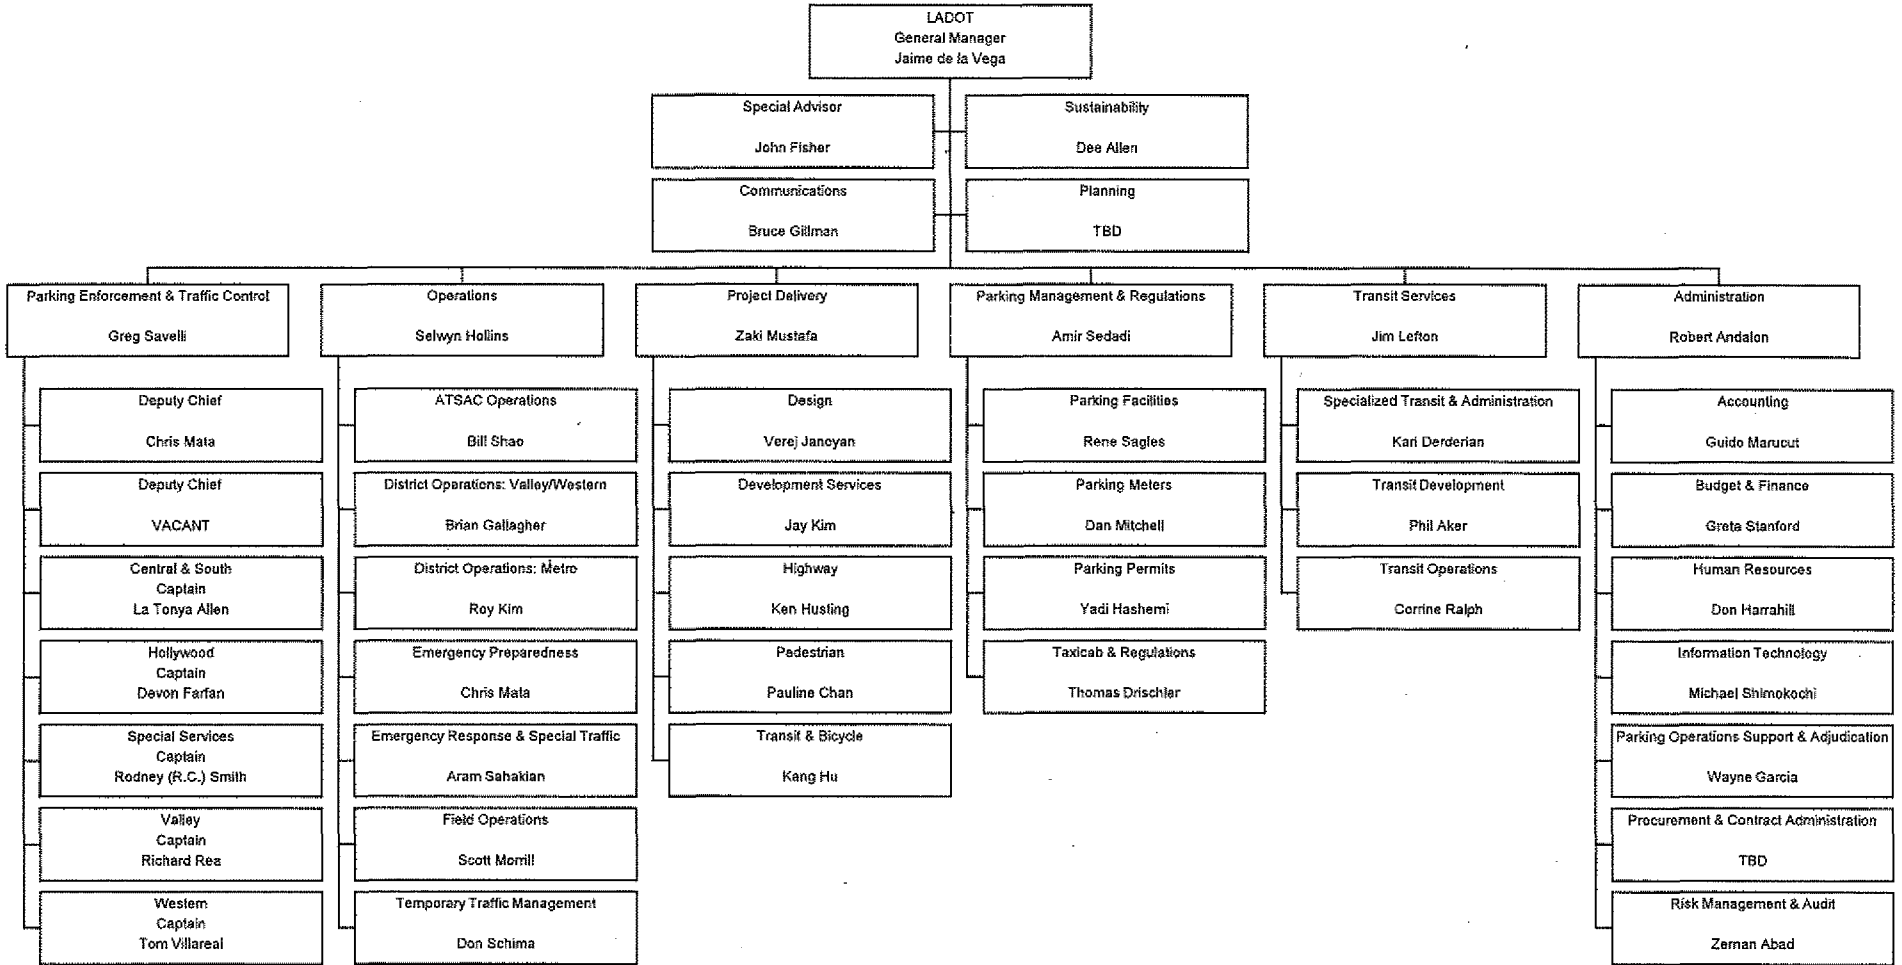 LADOT
General Manager
Jaime de la Vega
Special Advisor
John Fisher
Sustainability
Dee Allen
Communications
Bruce Gillman
Planning
TBD
Parking Enforcement & Traffic Control
Greg Savelli
Operations
Selwyn Hollins
Project Delivery
Zaki Mustafa
Parking Management & Regulations
Amir Sedadi
Transit Services
Jim Lefton
Administration
Robert Andalon
Deputy Chief
Chris Mata
Deputy Chief
VACANT
Central & South
Captain
La Tonya Allen
Hollywood
Captain
Devon Farfan
Special Services
Captain
Rodney (R.C.) Smith
Valley
Captain
Richard Rea
Western
Captain
Tom Villareal
ATSAC Operations
Bill Shao
District Operations: Valley/Western
Brian Gallagher
District Operations: Metro
Roy Kim
Emergency Preparedness
Chris Mata
Emergency Response & Special Traffic
Aram Sahakian
Field Operations
Scott Morrill
Temporary Traffic Management
Don Schima
Design
Verej Janoyan
Development Services
Jay Kim
Highway
Ken Husting
Pedestrian
Pauline Chan
Transit & Bicycle
Kang Hu
Parking Facilities
Rene Sagles
Parking Meters
Dan Mitchell
Parking Permits
Yadi Hashemi
Taxicab & Regulations
Thomas Drischler
Specialized Transit & Administration
Kari Derderian
Transit Development
Phil Aker
Transit Operations
Corrine Ralph
Accounting
Guido Marucut
Budget & Finance
Greta Stanford
Human Resources
Don Harrahill
Information Technology
Michael Shimokochi
Parking Operations Support & Adjudication
Wayne Garcia
Procurement & Contract Administration
TBD
Risk Management & Audit
Zernan Abad